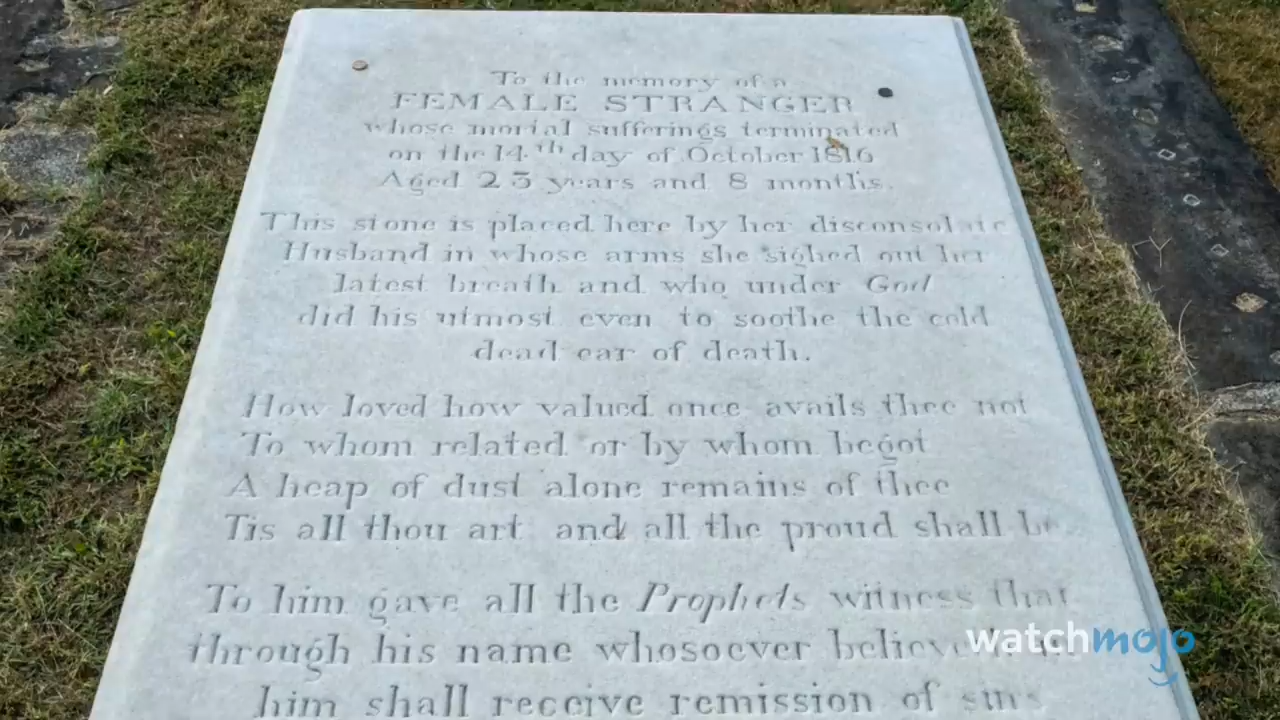 To the memory of a
FEMALE STRANGER
whose mortal sufferings terminated
on the 14th day of October 1816
Aged 23 years and 8 months.
This stone is placed here by her disconsolate
Husband in whose arms she sighed out her
latest breath and who under God
did his utmost even to soothe the cold
dead ear of death.
How loved how valued once avails thee not
To whom related or by whom begot
A heap of dust alone remains of thee
Tis all thou art and all the proud shall be
To him gave all the Prophets witness that
through his name whosoever believeth in
him shall receive remission of sins
watchmojo